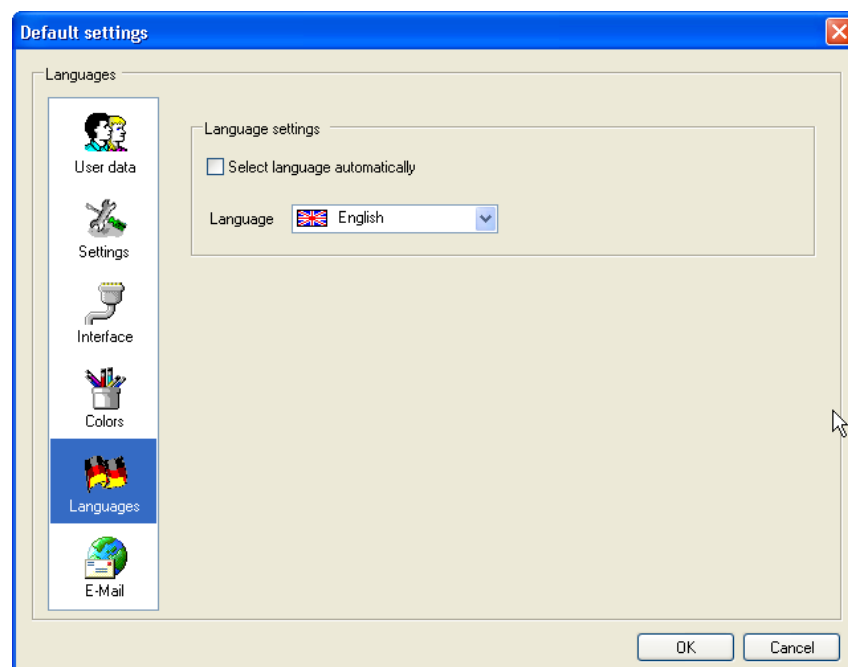 Default settings
Languages
User data
Settings
Interface
Colors
Languages
E-Mail
Language settings
Select language automatically
Language English
OK Cancel